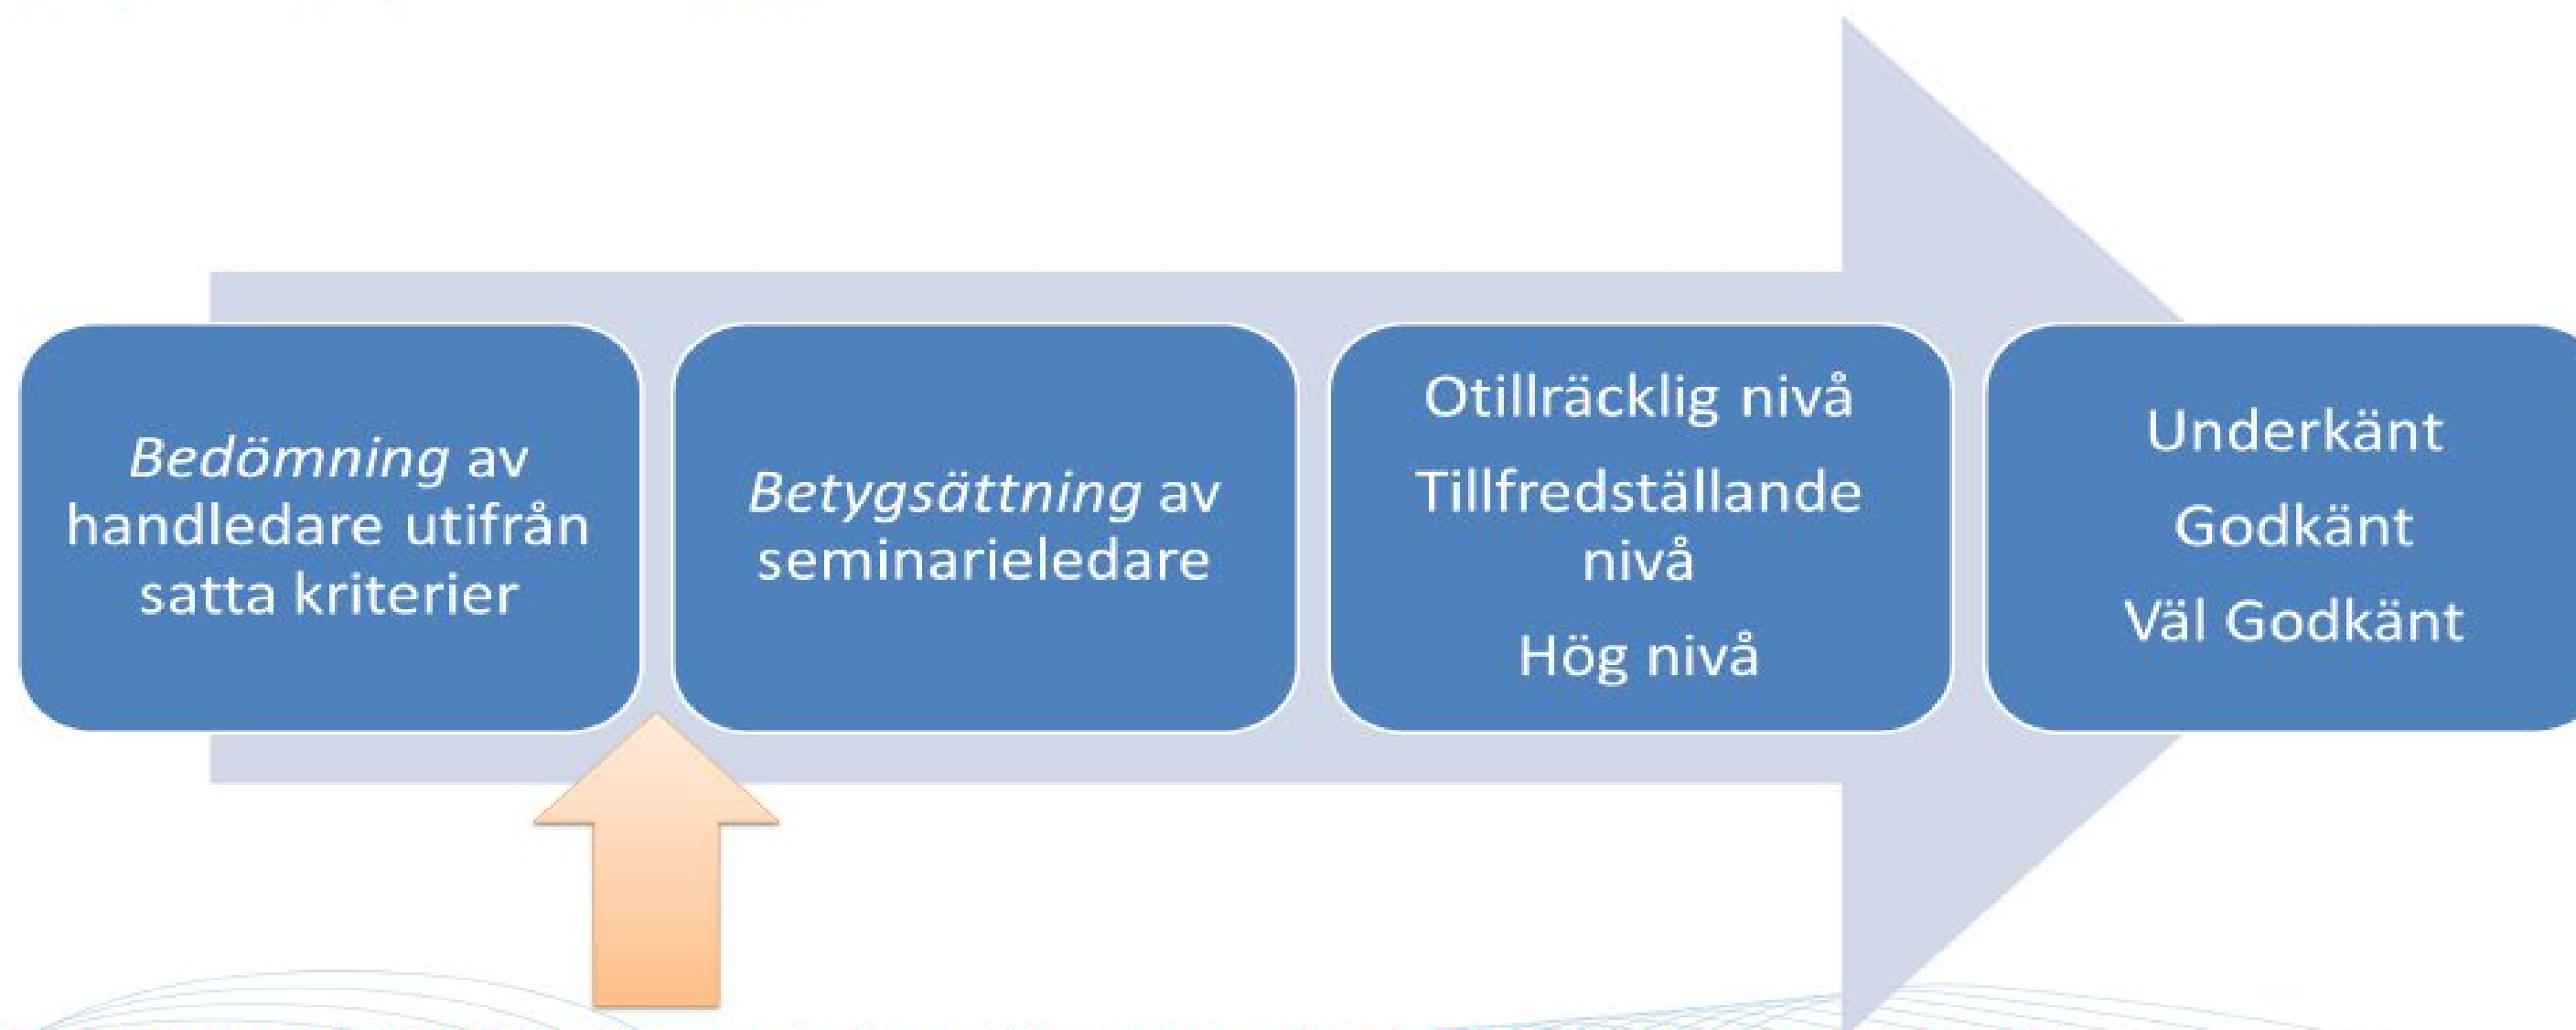 Bedömning av
handledare utifrån
satta kriterier
Betygsättning av
seminarieledare
Otillräcklig nivå
Tillfredställande
nivå
Hög nivå
Underkänt
Godkänt
Väl Godkänt